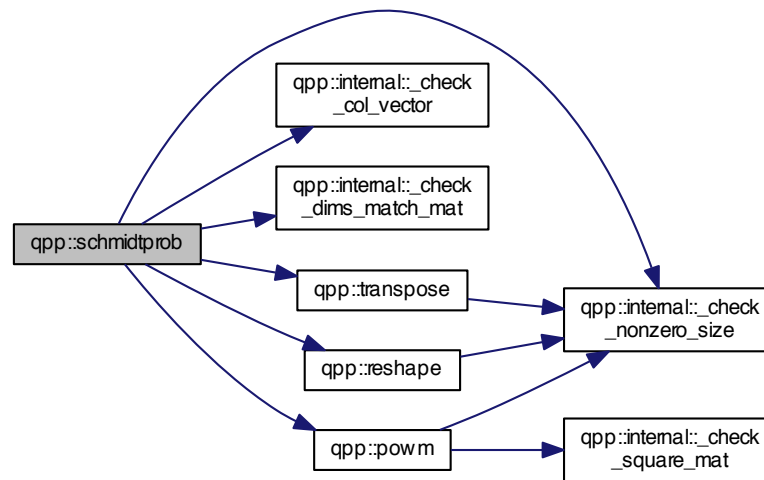 qpp::schmidtprob
qpp::internal::_check
_col_vector
qpp::internal::_check
_dims_match_mat
qpp::transpose
qpp::reshape
qpp::powm
qpp::internal::_check
_nonzero_size
qpp::internal::_check
_square_mat